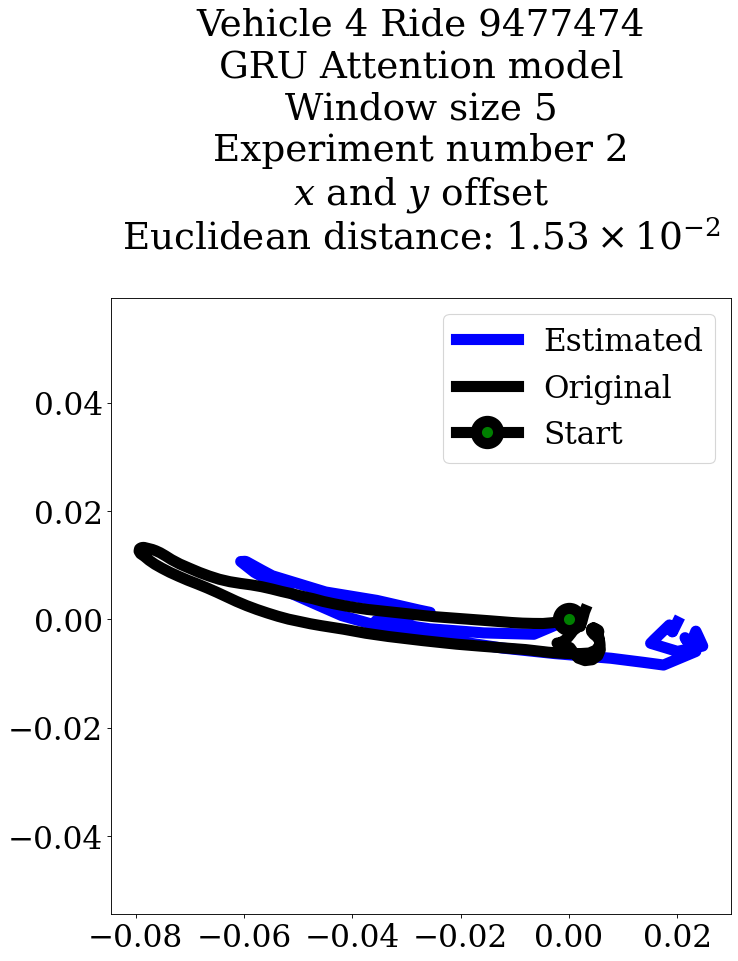 Vehicle 4 Ride 9477474
GRU Attention model
Window size 5
Experiment number 2
x and y offset
Euclidean distance: 1.53 × 10⁻²
Estimated
Original
Start
0.04
0.02
0.00
−0.02
−0.04
−0.08 −0.06 −0.04 −0.02 0.00 0.02